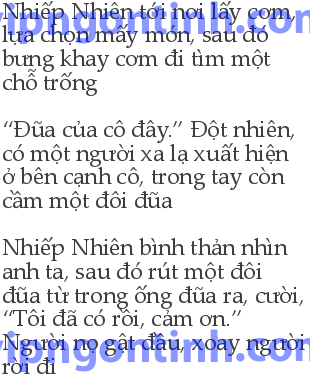 Nhiếp Nhiên tới nơi lấy cơm,
lựa chọn mấy món, sau đó
bưng khay cơm đi tìm một
chỗ trống
“Đũa của cô đây.” Đột nhiên,
có một người xa lạ xuất hiện
ở bên cạnh cô, trong tay còn
cầm một đôi đũa
Nhiếp Nhiên bình thản nhìn
anh ta, sau đó rút một đôi
đũa từ trong ống đũa ra, cười,
“Tôi đã có rồi, cảm ơn.”
Người nọ gật đầu, xoay người
rời đi